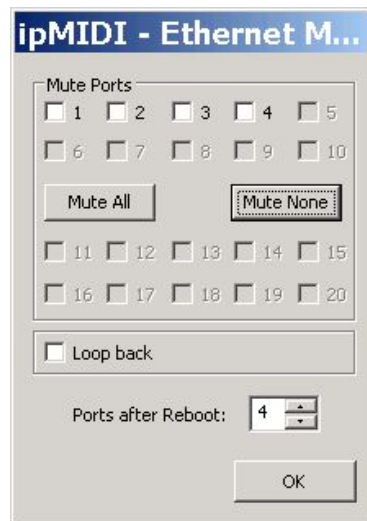 ipMIDI - Ethernet M...
Mute Ports
1 2 3 4 5
6 7 8 9 10
Mute All Mute None
11 12 13 14 15
16 17 18 19 20
Loop back
Ports after Reboot: 4
OK